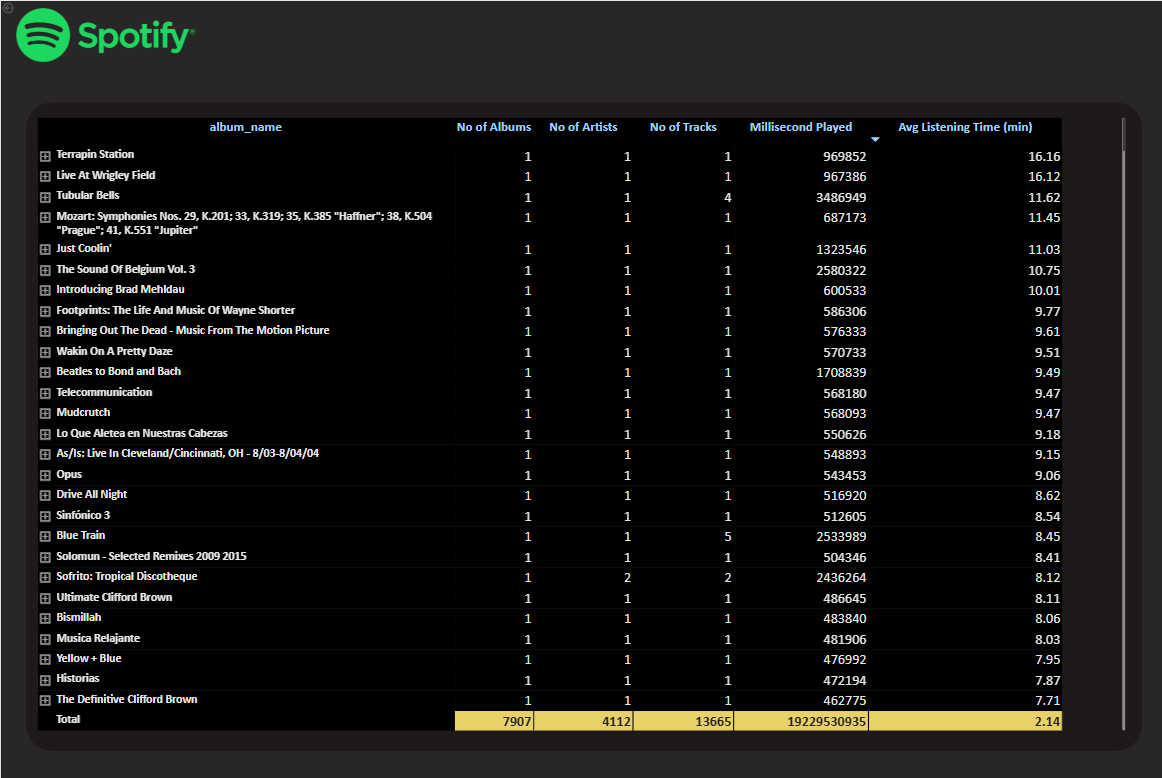 Spotify®
album_name No of Albums No of Artists No of Tracks Millisecond Played Avg Listening Time (min)
Terrapin Station 1 1 1 969852 16.16
Live At Wrigley Field 1 1 1 967386 16.12
Tubular Bells 1 1 4 3486949 11.62
Mozart: Symphonies Nos. 29, K.201; 33, K.319; 35, K.385 "Haffner"; 38, K.504
"Prague"; 41, K.551 "Jupiter" 1 1 1 687173 11.45
Just Coolin' 1 1 1 1323546 11.03
The Sound Of Belgium Vol. 3 1 1 1 2580322 10.75
Introducing Brad Mehldau 1 1 1 600533 10.01
Footprints: The Life And Music Of Wayne Shorter 1 1 1 586306 9.77
Bringing Out The Dead - Music From The Motion Picture 1 1 1 576333 9.61
Wakin On A Pretty Daze 1 1 1 570733 9.51
Beatles to Bond and Bach 1 1 1 1708839 9.49
Telecommunication 1 1 1 568180 9.47
Mudcrutch 1 1 1 568093 9.47
Lo Que Aletea en Nuestras Cabezas 1 1 1 550626 9.18
As/Is: Live In Cleveland/Cincinnati, OH - 8/03-8/04/04 1 1 1 548893 9.15
Opus 1 1 1 543453 9.06
Drive All Night 1 1 1 516920 8.62
Sinfónico 3 1 1 1 512605 8.54
Blue Train 1 1 5 2533989 8.45
Solomun - Selected Remixes 2009 2015 1 1 1 504346 8.41
Sofrito: Tropical Discotheque 1 2 2 2436264 8.12
Ultimate Clifford Brown 1 1 1 486645 8.11
Bismillah 1 1 1 483840 8.06
Musica Relajante 1 1 1 481906 8.03
Yellow + Blue 1 1 1 476992 7.95
Historias 1 1 1 472194 7.87
The Definitive Clifford Brown 1 1 1 462775 7.71
Total 7907 4112 13665 19229530935 2.14